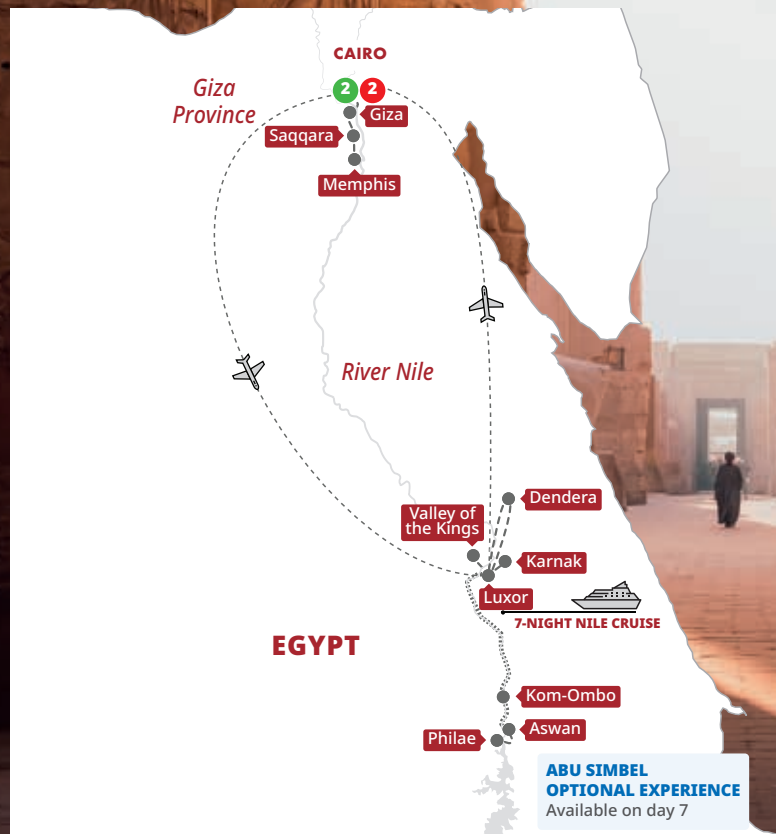 CAIRO
2 2
Giza
Province
Giza
Saqqara
Memphis
River Nile
Dendera
Valley of
the Kings
Karnak
Luxor
7-NIGHT NILE CRUISE
EGYPT
Kom-Ombo
Aswan
Philae
ABU SIMBEL
OPTIONAL EXPERIENCE
Available on day 7